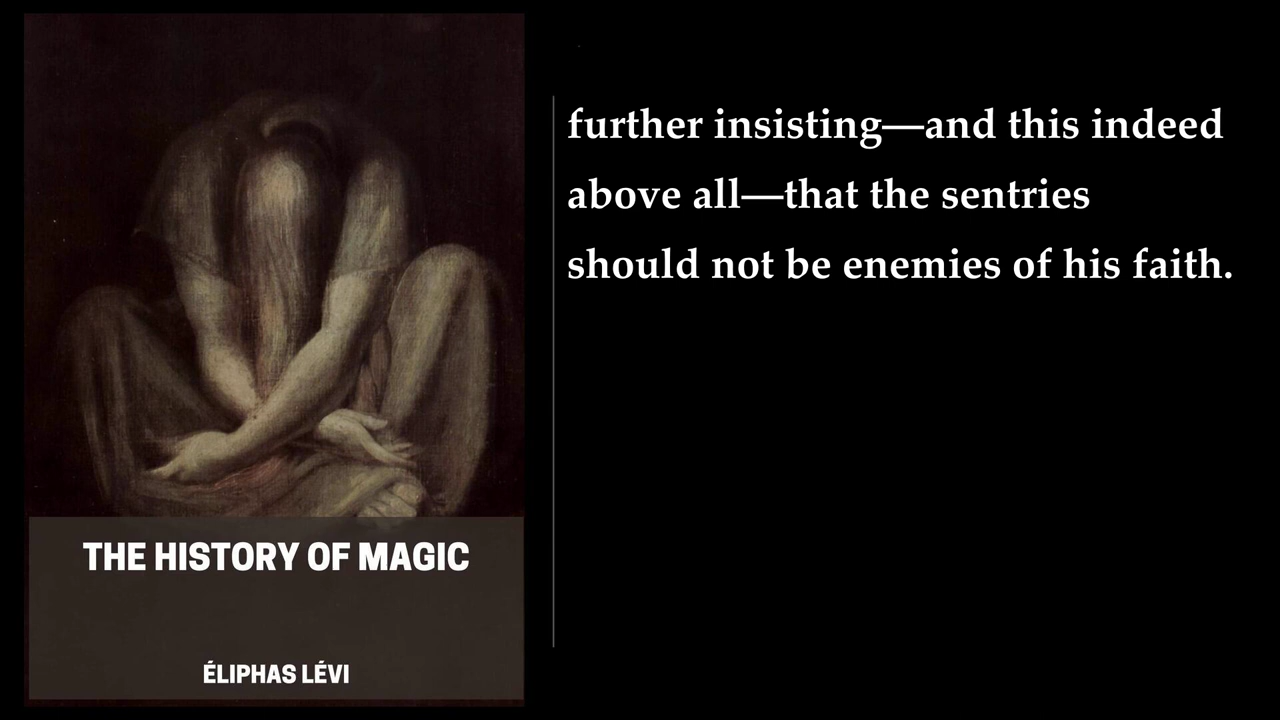 further insisting—and this indeed
above all—that the sentries
should not be enemies of his faith.
THE HISTORY OF MAGIC
ÉLIPHAS LÉVI